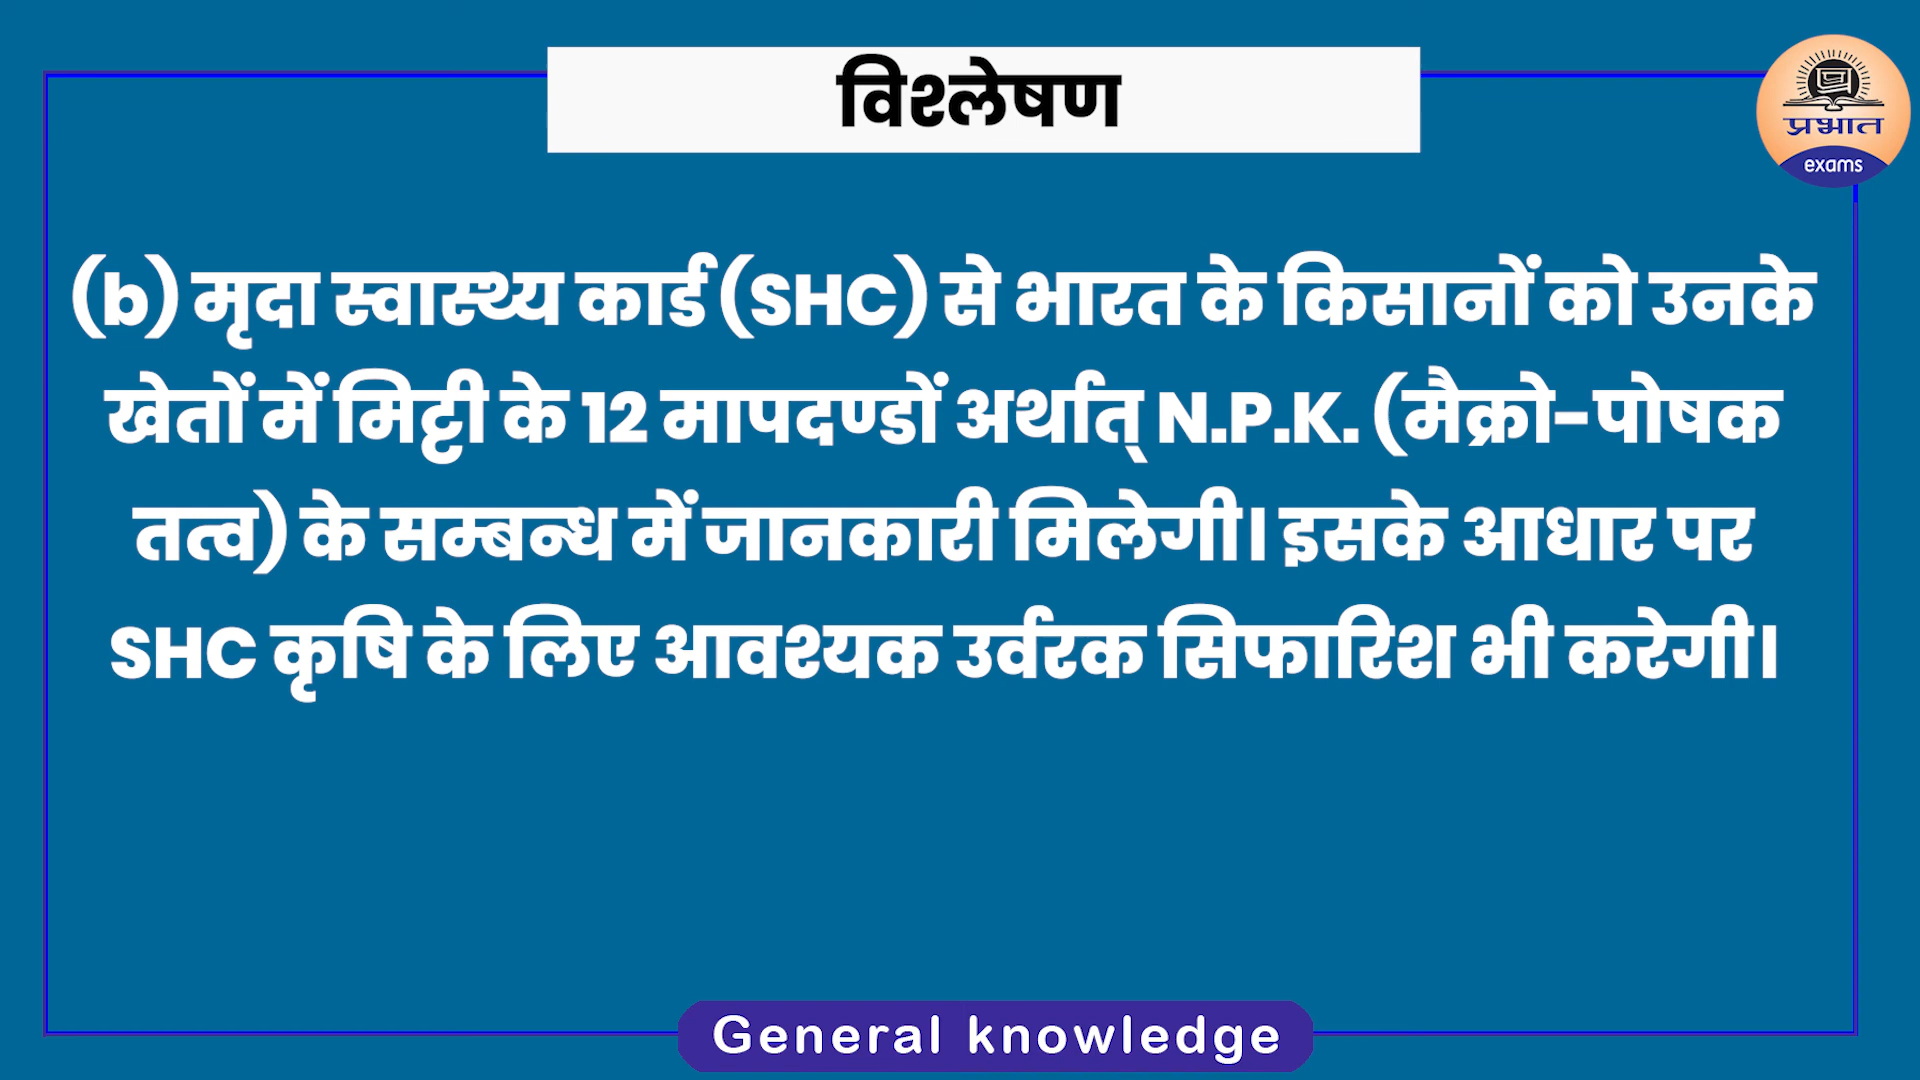 विश्लेषण
प्रभात
exams
(b) मृदा स्वास्थ्य कार्ड (SHC) से भारत के किसानों को उनके
खेतों में मिट्टी के 12 मापदण्डों अर्थात् N.P.K. (मैक्रो-पोषक
तत्व) के सम्बन्ध में जानकारी मिलेगी। इसके आधार पर
SHC कृषि के लिए आवश्यक उर्वरक सिफारिश भी करेगी।
General knowledge